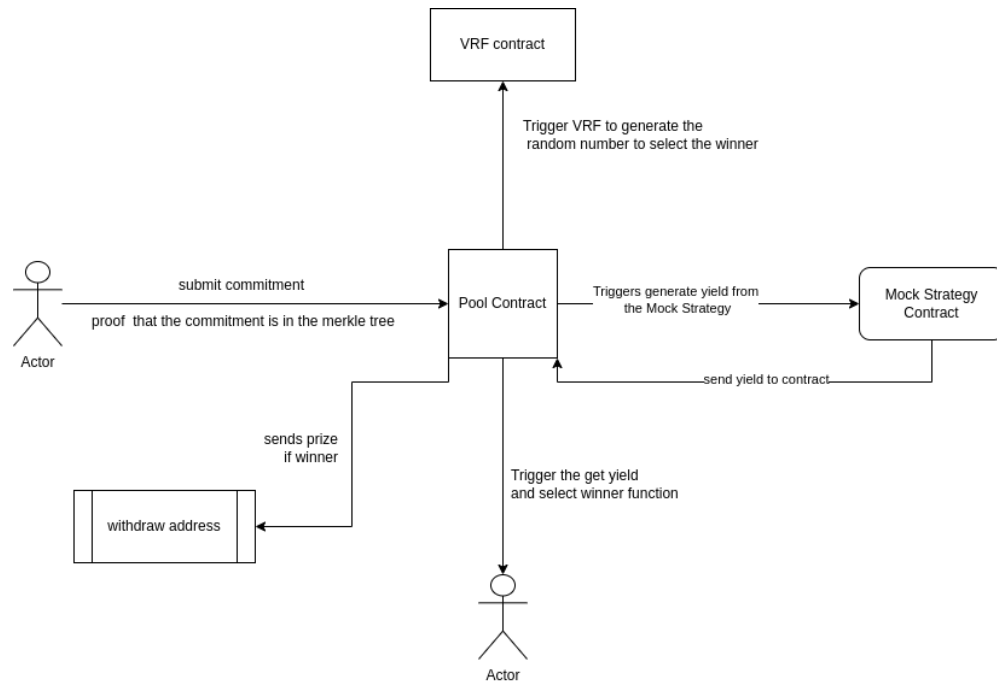 VRF contract
Trigger VRF to generate the
random number to select the winner
submit commitment
proof that the commitment is in the merkle tree
Actor
Pool Contract
Triggers generate yield from
the Mock Strategy
Mock Strategy
Contract
send yield to contract
sends prize
if winner
withdraw address
Trigger the get yield
and select winner function
Actor